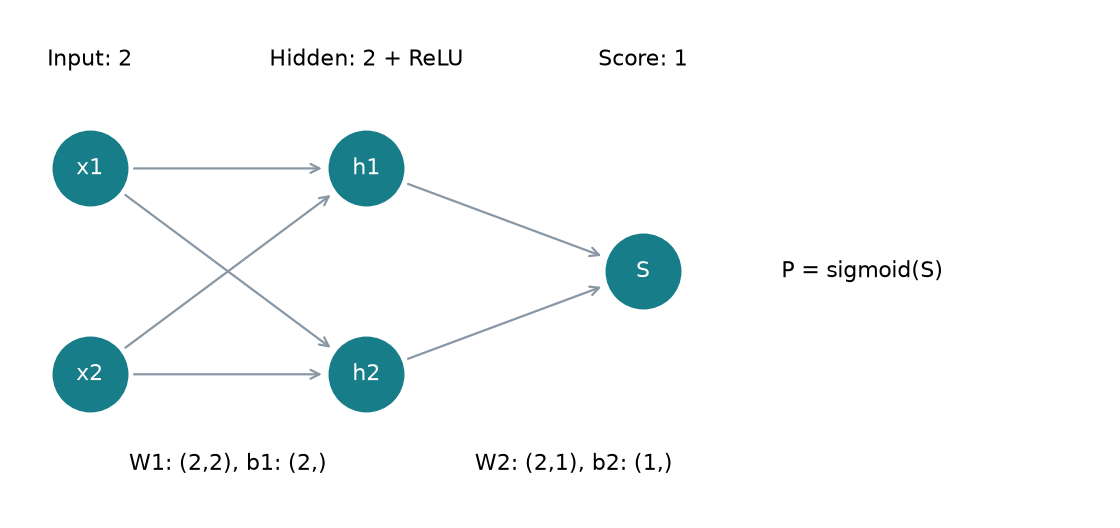 Input: 2
Hidden: 2 + ReLU
Score: 1
x1
h1
S
P = sigmoid(S)
x2
h2
W1: (2,2), b1: (2,)
W2: (2,1), b2: (1,)